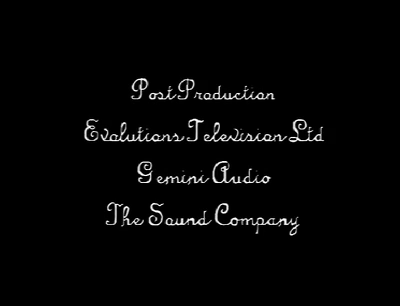 Post Production
Evolutions Television Ltd
Gemini Audio
The Sound Company